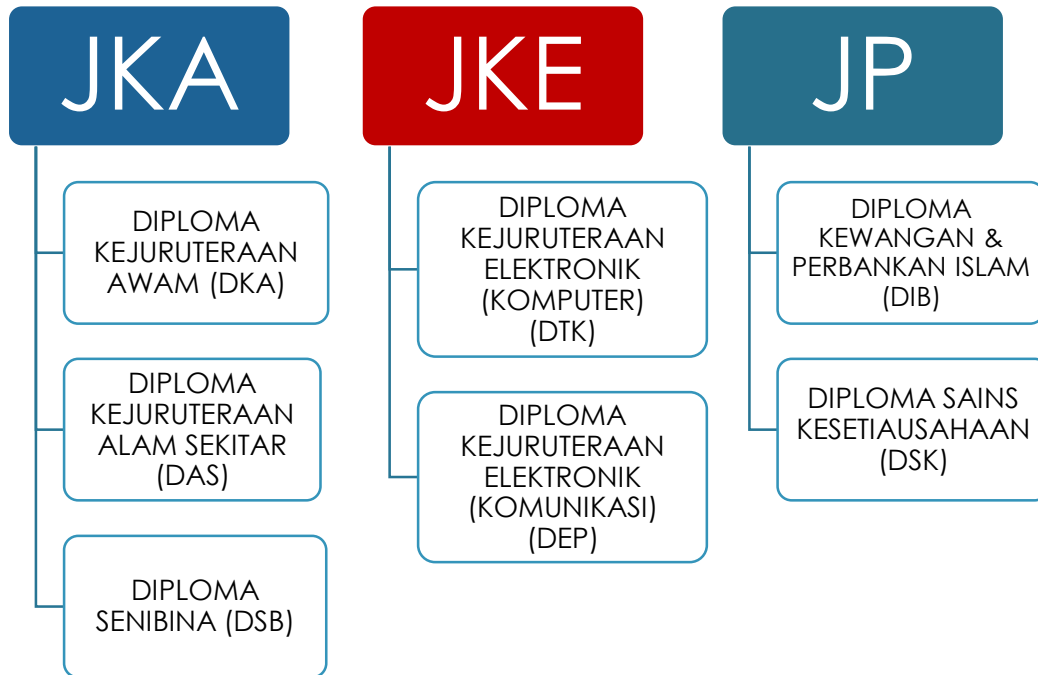 JKA
DIPLOMA
KEJURUTERAAN
AWAM (DKA)
DIPLOMA
KEJURUTERAAN
ALAM SEKITAR
(DAS)
DIPLOMA
SENIBINA (DSB)
JKE
DIPLOMA
KEJURUTERAAN
ELEKTRONIK
(KOMPUTER)
(DTK)
DIPLOMA
KEJURUTERAAN
ELEKTRONIK
(KOMUNIKASI)
(DEP)
JP
DIPLOMA
KEWANGAN &
PERBANKAN ISLAM
(DIB)
DIPLOMA SAINS
KESETIAUSAHAAN
(DSK)